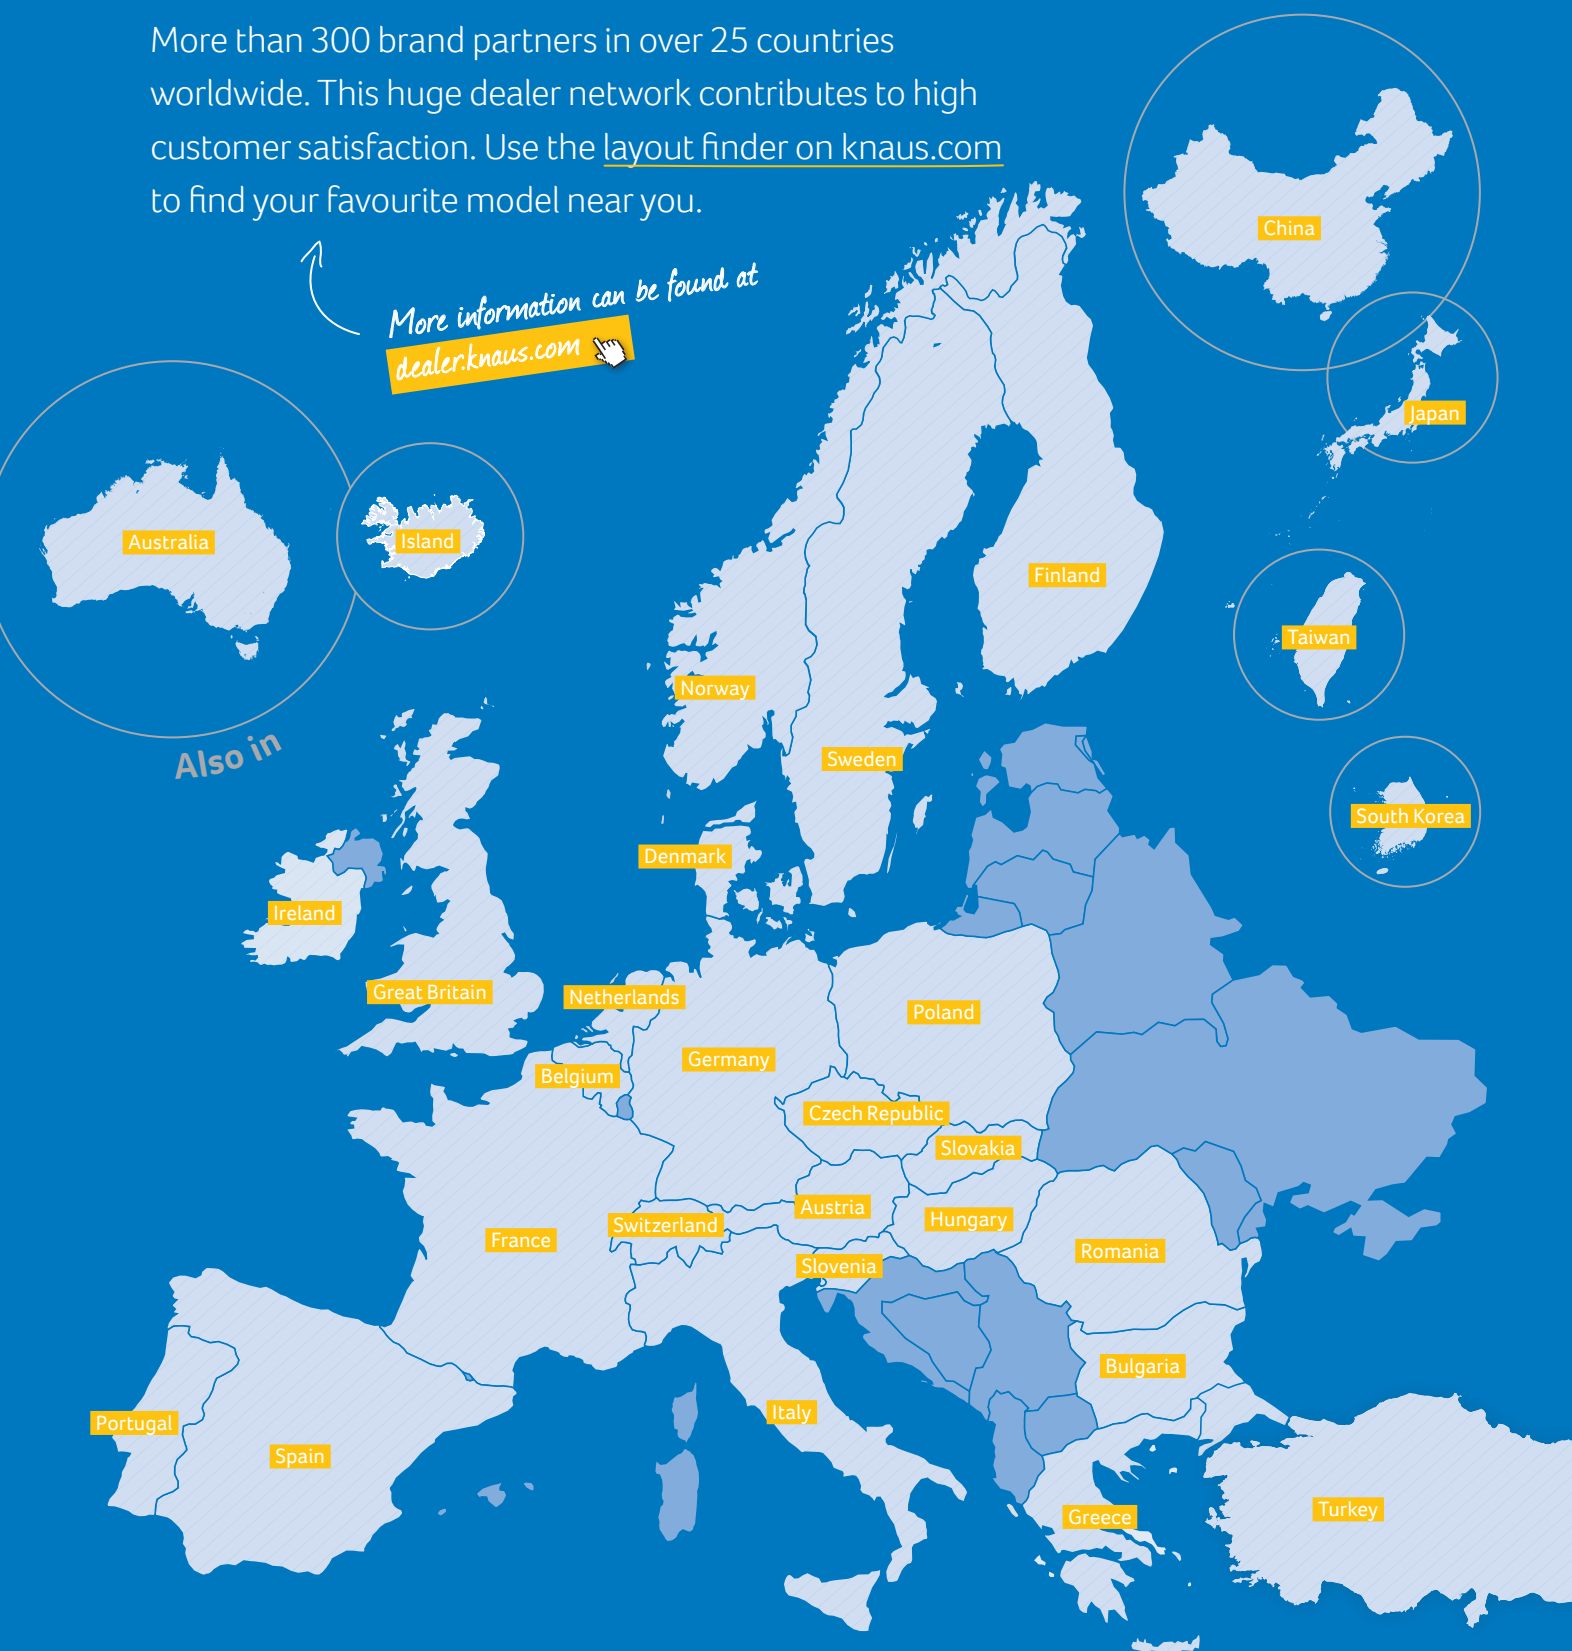 More than 300 brand partners in over 25 countries
worldwide. This huge dealer network contributes to high
customer satisfaction. Use the layout finder on knaus.com
to find your favourite model near you.
More information can be found at
dealer.knaus.com
China
Japan
Australia
Island
Finland
Taiwan
Norway
Also in
Sweden
South Korea
Denmark
Ireland
Great Britain
Netherlands
Poland
Germany
Belgium
Czech Republic
Slovakia
Austria
Hungary
Switzerland
France
Romania
Slovenia
Bulgaria
Italy
Portugal
Spain
Turkey
Greece